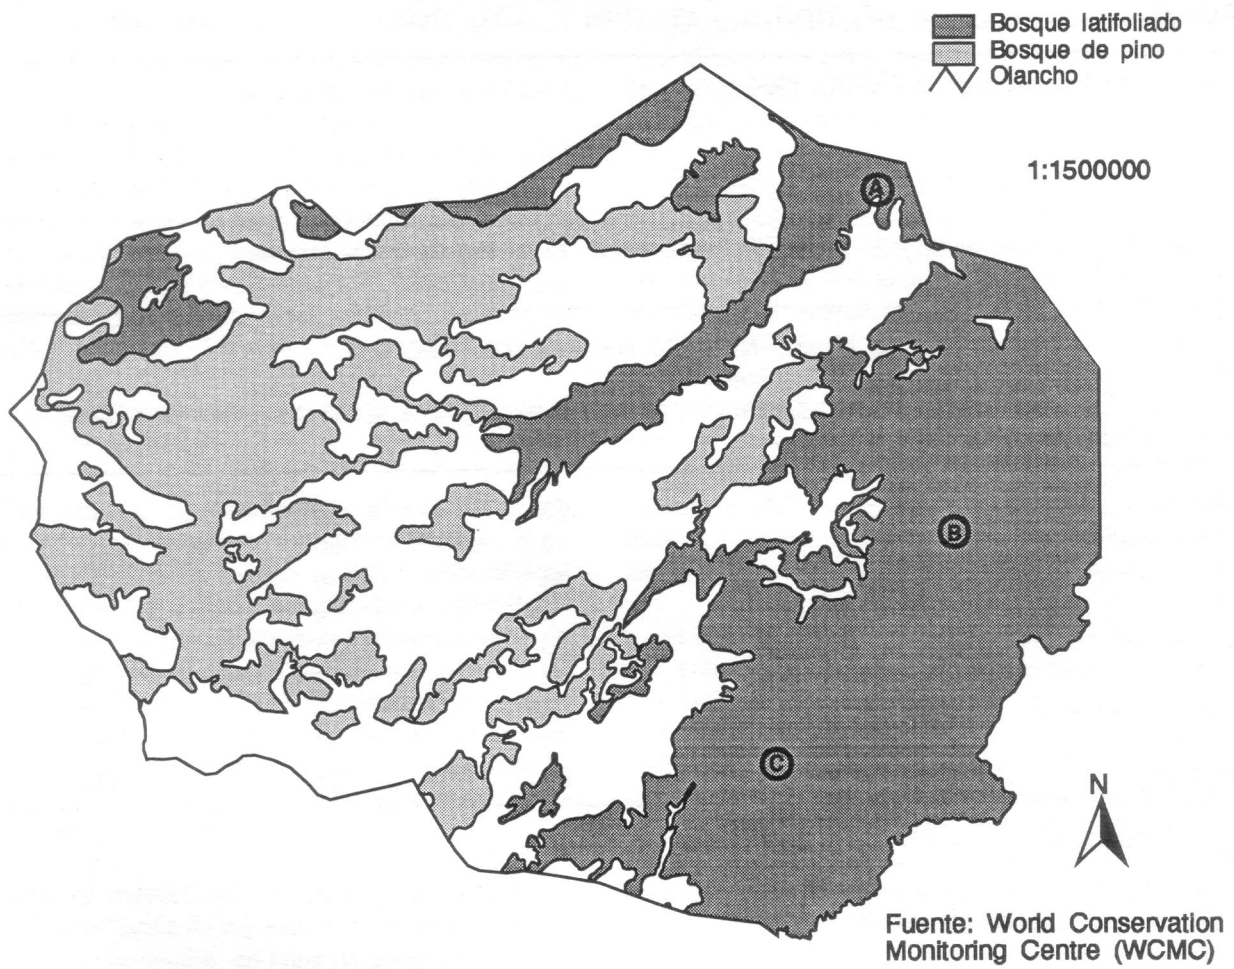 Bosque latifoliado
Bosque de pino
Olancho
1:1500000
A
B
C
N
Fuente: World Conservation
Monitoring Centre (WCMC)